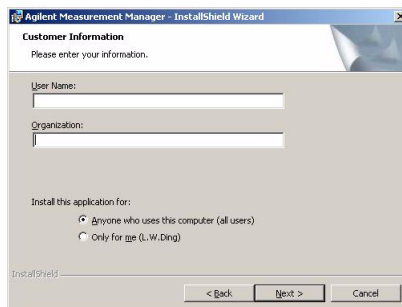 Agilent Measurement Manager - InstallShield Wizard
Customer Information
Please enter your information.
User Name:
Organization:
Install this application for:
Anyone who uses this computer (all users)
Only for me (L.W.Ding)
InstallShield
< Back Next > Cancel